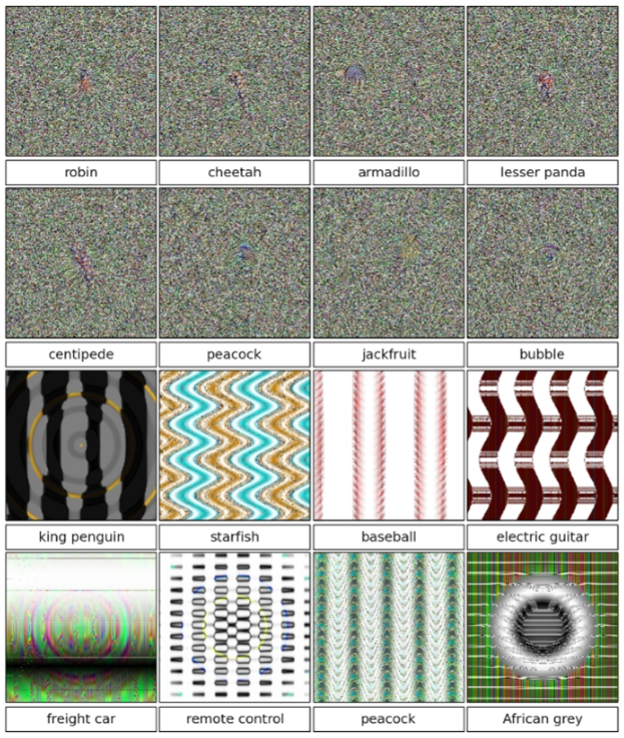 robin
cheetah
armadillo
lesser panda
centipede
peacock
jackfruit
bubble
king penguin
starfish
baseball
electric guitar
freight car
remote control
peacock
African grey